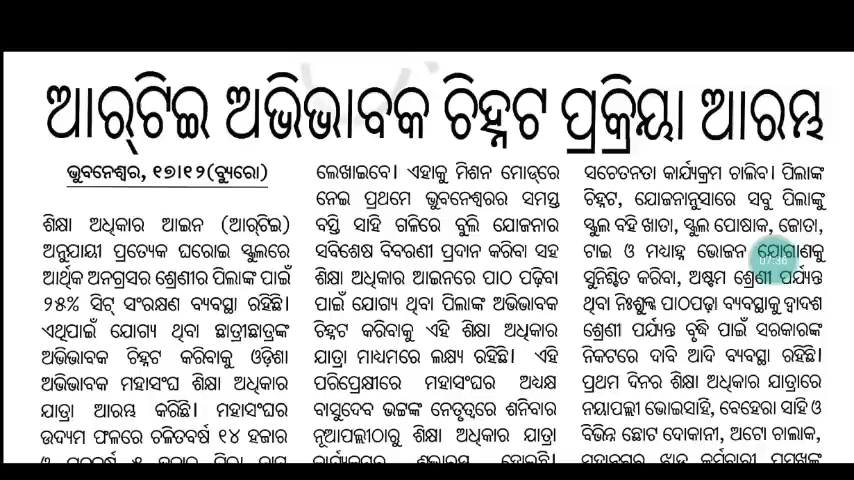 ଆର୍‌ଟିଇ ଅଭିଭାବକ ଚିହ୍ନଟ ପ୍ରକ୍ରିୟା ଆରମ୍ଭ
ଭୁବନେଶ୍ୱର, ୧୭।୧୨(ବ୍ୟୁରୋ)
ଶିକ୍ଷା ଅଧିକାର ଆଇନ (ଆର୍‌ଟିଇ)
ଅନୁଯାୟୀ ପ୍ରତ୍ୟେକ ଘରୋଇ ସ୍କୁଲରେ
ଆର୍ଥିକ ଅନଗ୍ରସର ଶ୍ରେଣୀର ପିଲାଙ୍କ ପାଇଁ
୨୫% ସିଟ୍ ସଂରକ୍ଷଣ ବ୍ୟବସ୍ଥା ରହିଛି।
ଏଥିପାଇଁ ଯୋଗ୍ୟ ଥିବା ଛାତ୍ରୀଛାତ୍ରଙ୍କ
ଅଭିଭାବକ ଚିହ୍ନଟ କରିବାକୁ ଓଡ଼ିଶା
ଅଭିଭାବକ ମହାସଂଘ ଶିକ୍ଷା ଅଧିକାର
ଯାତ୍ରା ଆରମ୍ଭ କରିଛି। ମହାସଂଘର
ଉଦ୍ୟମ ଫଳରେ ଚଳିତବର୍ଷ ୧୪ ହଜାର
ଲେଖାଇବେ। ଏହାକୁ ମିଶନ ମୋଡ୍‌ରେ
ନେଇ ପ୍ରଥମେ ଭୁବନେଶ୍ୱରର ସମସ୍ତ
ବସ୍ତି ସାହି ଗଳିରେ ବୁଲି ଯୋଜନାର
ସବିଶେଷ ବିବରଣୀ ପ୍ରଦାନ କରିବା ସହ
ଶିକ୍ଷା ଅଧିକାର ଆଇନରେ ପାଠ ପଢ଼ିବା
ପାଇଁ ଯୋଗ୍ୟ ଥିବା ପିଲାଙ୍କ ଅଭିଭାବକ
ଚିହ୍ନଟ କରିବାକୁ ଏହି ଶିକ୍ଷା ଅଧିକାର
ଯାତ୍ରା ମାଧ୍ୟମରେ ଲକ୍ଷ୍ୟ ରହିଛି। ଏହି
ପରିପ୍ରେକ୍ଷୀରେ ମହାସଂଘର ଅଧ୍ୟକ୍ଷ
ବାସୁଦେବ ଭଟ୍ଟଙ୍କ ନେତୃତ୍ୱରେ ଶନିବାର
ନୂଆପଲ୍ଲୀଠାରୁ ଶିକ୍ଷା ଅଧିକାର ଯାତ୍ରା
ସଚେତନତା କାର୍ଯ୍ୟକ୍ରମ ଚାଲିବ। ପିଲାଙ୍କ
ଚିହ୍ନଟ, ଯୋଜନାନୁସାରେ ସବୁ ପିଲାଙ୍କୁ
ସ୍କୁଲ ବହି ଖାତା, ସ୍କୁଲ ପୋଷାକ, ଜୋତା,
ଟାଇ ଓ ମଧ୍ୟାହ୍ନ ଭୋଜନ ଯୋଗାଣକୁ
07:36
ସୁନିଶ୍ଚିତ କରିବା, ଅଷ୍ଟମ ଶ୍ରେଣୀ ପର୍ଯ୍ୟନ୍ତ
ଥିବା ନିଃଶୁଳ୍କ ପାଠପଢ଼ା ବ୍ୟବସ୍ଥାକୁ ଦ୍ୱାଦଶ
ଶ୍ରେଣୀ ପର୍ଯ୍ୟନ୍ତ ବୃଦ୍ଧି ପାଇଁ ସରକାରଙ୍କ
ନିକଟରେ ଦାବି ଆଦି ବ୍ୟବସ୍ଥା ରହିଛି।
ପ୍ରଥମ ଦିନର ଶିକ୍ଷା ଅଧିକାର ଯାତ୍ରାରେ
ନୟାପଲ୍ଲୀ ଭୋଇସାହି, ବେହେରା ସାହି ଓ
ବିଭିନ୍ନ ଛୋଟ ଦୋକାନୀ, ଅଟୋ ଚାଳକ,